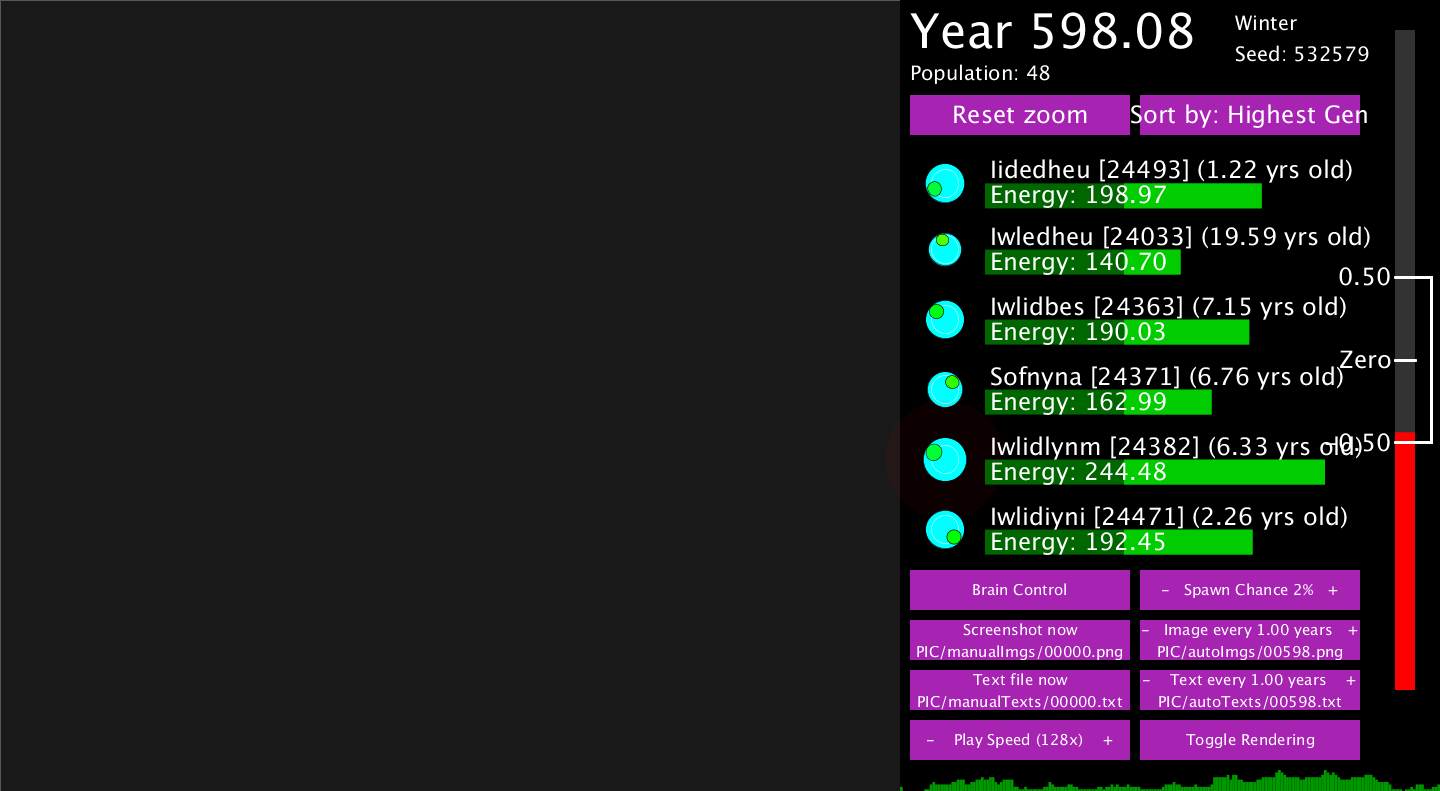 Year 598.08
Winter
Seed: 532579
Population: 48
Reset zoom
Sort by: Highest Gen
Iidedheu [24493] (1.22 yrs old)
Energy: 198.97
Iwledheu [24033] (19.59 yrs old)
Energy: 140.70
0.50
Iwlidbes [24363] (7.15 yrs old)
Energy: 190.03
Zero
Sofnyna [24371] (6.76 yrs old)
Energy: 162.99
Iwlidlynm [24382] (6.33 yrs old)
-0.50
Energy: 244.48
Iwlidiyni [24471] (2.26 yrs old)
Energy: 192.45
Brain Control
- Spawn Chance 2% +
Screenshot now
PIC/manualImgs/00000.png
- Image every 1.00 years +
PIC/autoImgs/00598.png
Text file now
PIC/manualTexts/00000.txt
- Text every 1.00 years +
PIC/autoTexts/00598.txt
- Play Speed (128x) +
Toggle Rendering